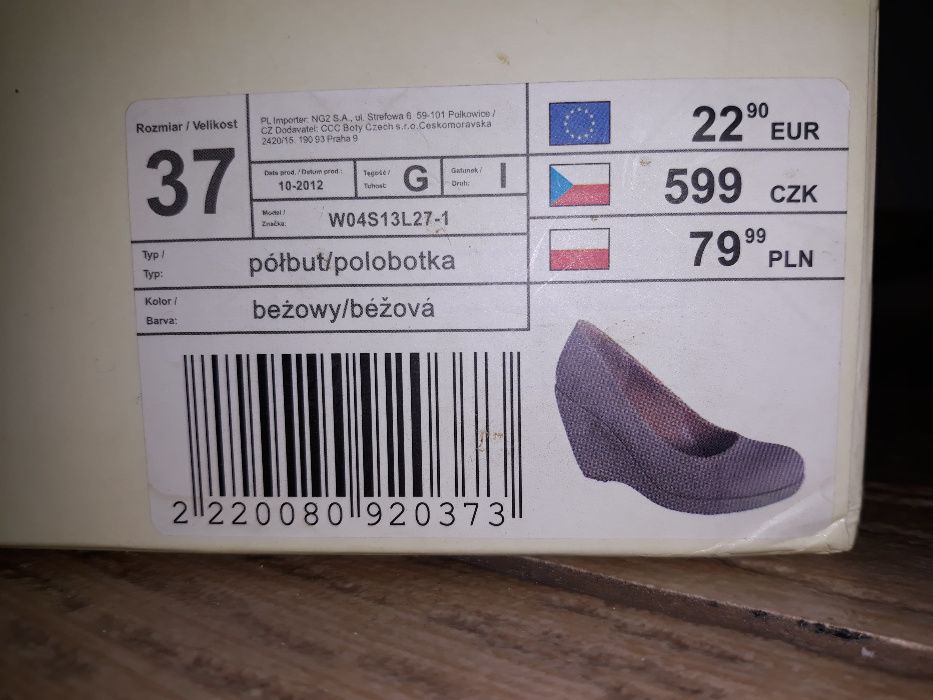 Rozmiar / Velikost
37
PL Importer: NG2 S.A., ul. Strefowa 6 59-101 Polkowice /
CZ Dodavatel: CCC Boty Czech s.r.o.Ceskomoravska
2420/15. 190 93 Praha 9
Data prod. / Datum prod.:
10-2012
Tęgość /
Tuhost:
G
Gatunek /
Druh:
I
Model /
Značka:
W04S13L27-1
Typ /
Typ:
półbut/polobotka
Kolor /
Barva:
beżowy/béžová
22 90 EUR
599 CZK
79 99 PLN
2 220080 920373